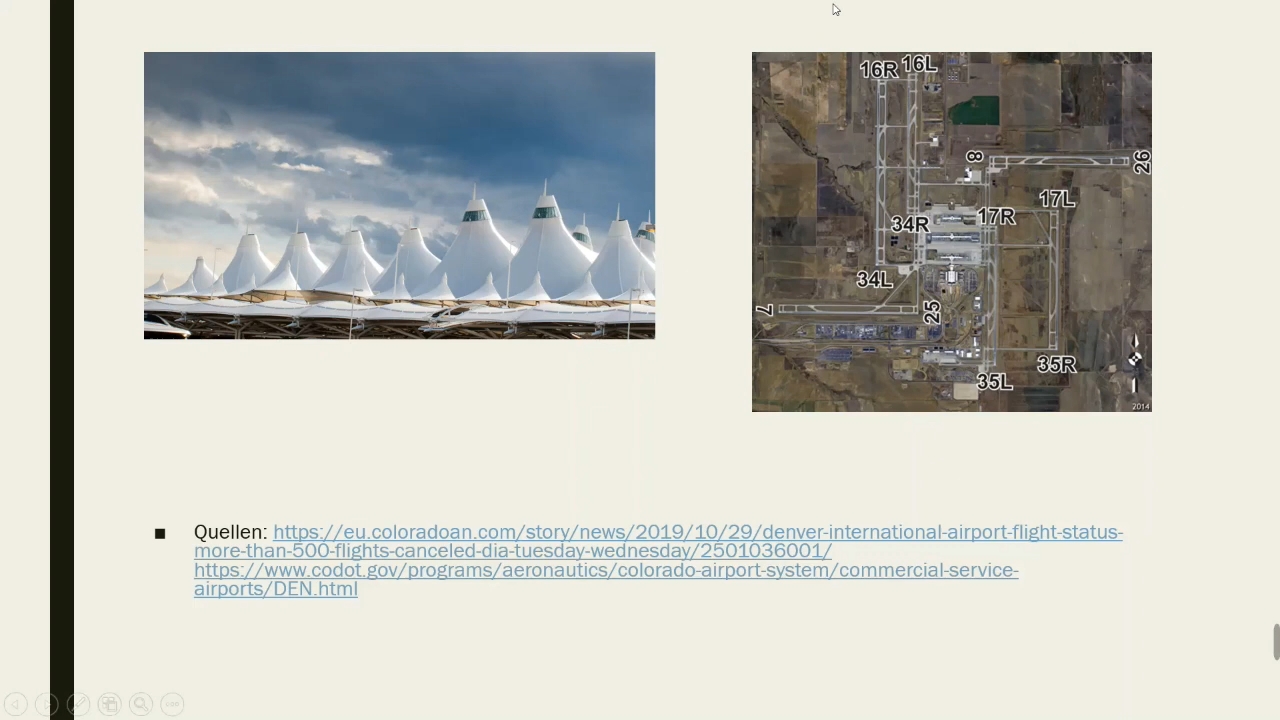 16R 16L
8
26
17L
34R
17R
34L
7
25
35R
35L
2014
Quellen: https://eu.coloradoan.com/story/news/2019/10/29/denver-international-airport-flight-status-
more-than-500-flights-canceled-dia-tuesday-wednesday/2501036001/
https://www.codot.gov/programs/aeronautics/colorado-airport-system/commercial-service-
airports/DEN.html